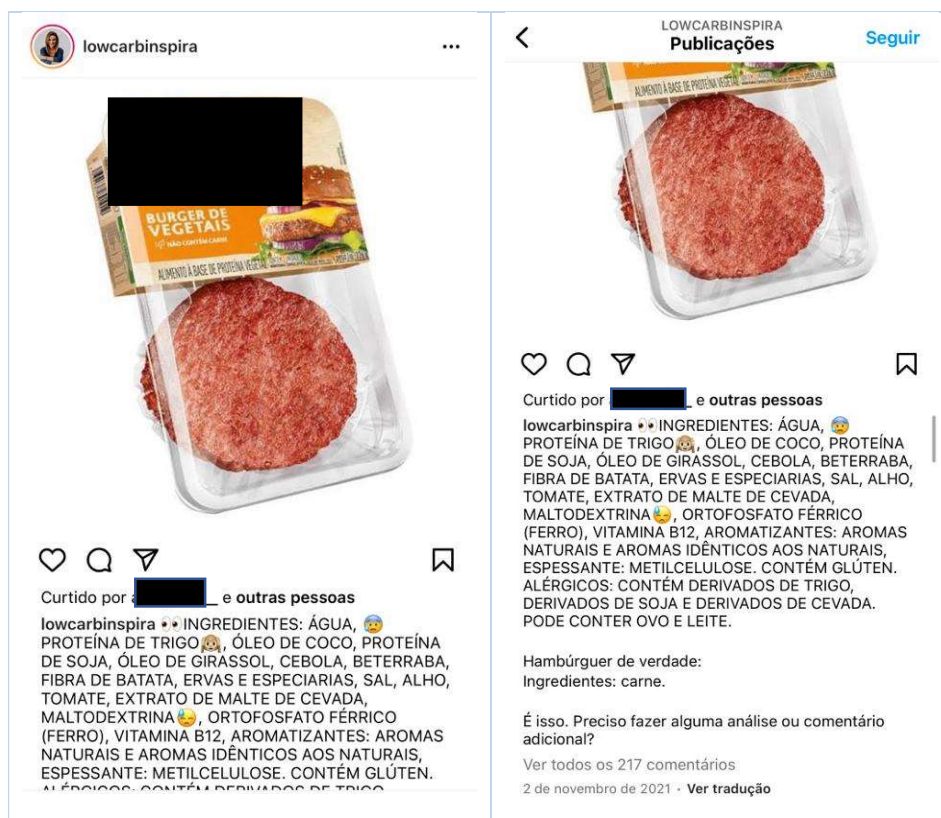 lowcarbinspira
BURGER DE
VEGETAIS
NÃO CONTÉM CARNE
ALIMENTO À BASE DE PROTEÍNA VEGETAL
Curtido por e outras pessoas
lowcarbinspira 👀INGREDIENTES: ÁGUA, 😰
PROTEÍNA DE TRIGO🙈, ÓLEO DE COCO, PROTEÍNA
DE SOJA, ÓLEO DE GIRASSOL, CEBOLA, BETERRABA,
FIBRA DE BATATA, ERVAS E ESPECIARIAS, SAL, ALHO,
TOMATE, EXTRATO DE MALTE DE CEVADA,
MALTODEXTRINA😓, ORTOFOSFATO FÉRRICO
(FERRO), VITAMINA B12, AROMATIZANTES: AROMAS
NATURAIS E AROMAS IDÊNTICOS AOS NATURAIS,
ESPESSANTE: METILCELULOSE. CONTÉM GLÚTEN.
ALÉRGICOS: CONTÉM DERIVADOS DE TRIGO,
LOWCARBINSPIRA
Publicações
Seguir
ALIMENTO À BASE DE PROTEÍNA VEGETAL
Curtido por e outras pessoas
lowcarbinspira 👀INGREDIENTES: ÁGUA, 😰
PROTEÍNA DE TRIGO🙈, ÓLEO DE COCO, PROTEÍNA
DE SOJA, ÓLEO DE GIRASSOL, CEBOLA, BETERRABA,
FIBRA DE BATATA, ERVAS E ESPECIARIAS, SAL, ALHO,
TOMATE, EXTRATO DE MALTE DE CEVADA,
MALTODEXTRINA😓, ORTOFOSFATO FÉRRICO
(FERRO), VITAMINA B12, AROMATIZANTES: AROMAS
NATURAIS E AROMAS IDÊNTICOS AOS NATURAIS,
ESPESSANTE: METILCELULOSE. CONTÉM GLÚTEN.
ALÉRGICOS: CONTÉM DERIVADOS DE TRIGO,
DERIVADOS DE SOJA E DERIVADOS DE CEVADA.
PODE CONTER OVO E LEITE.
Hambúrguer de verdade:
Ingredientes: carne.
É isso. Preciso fazer alguma análise ou comentário
adicional?
Ver todos os 217 comentários
2 de novembro de 2021 · Ver tradução